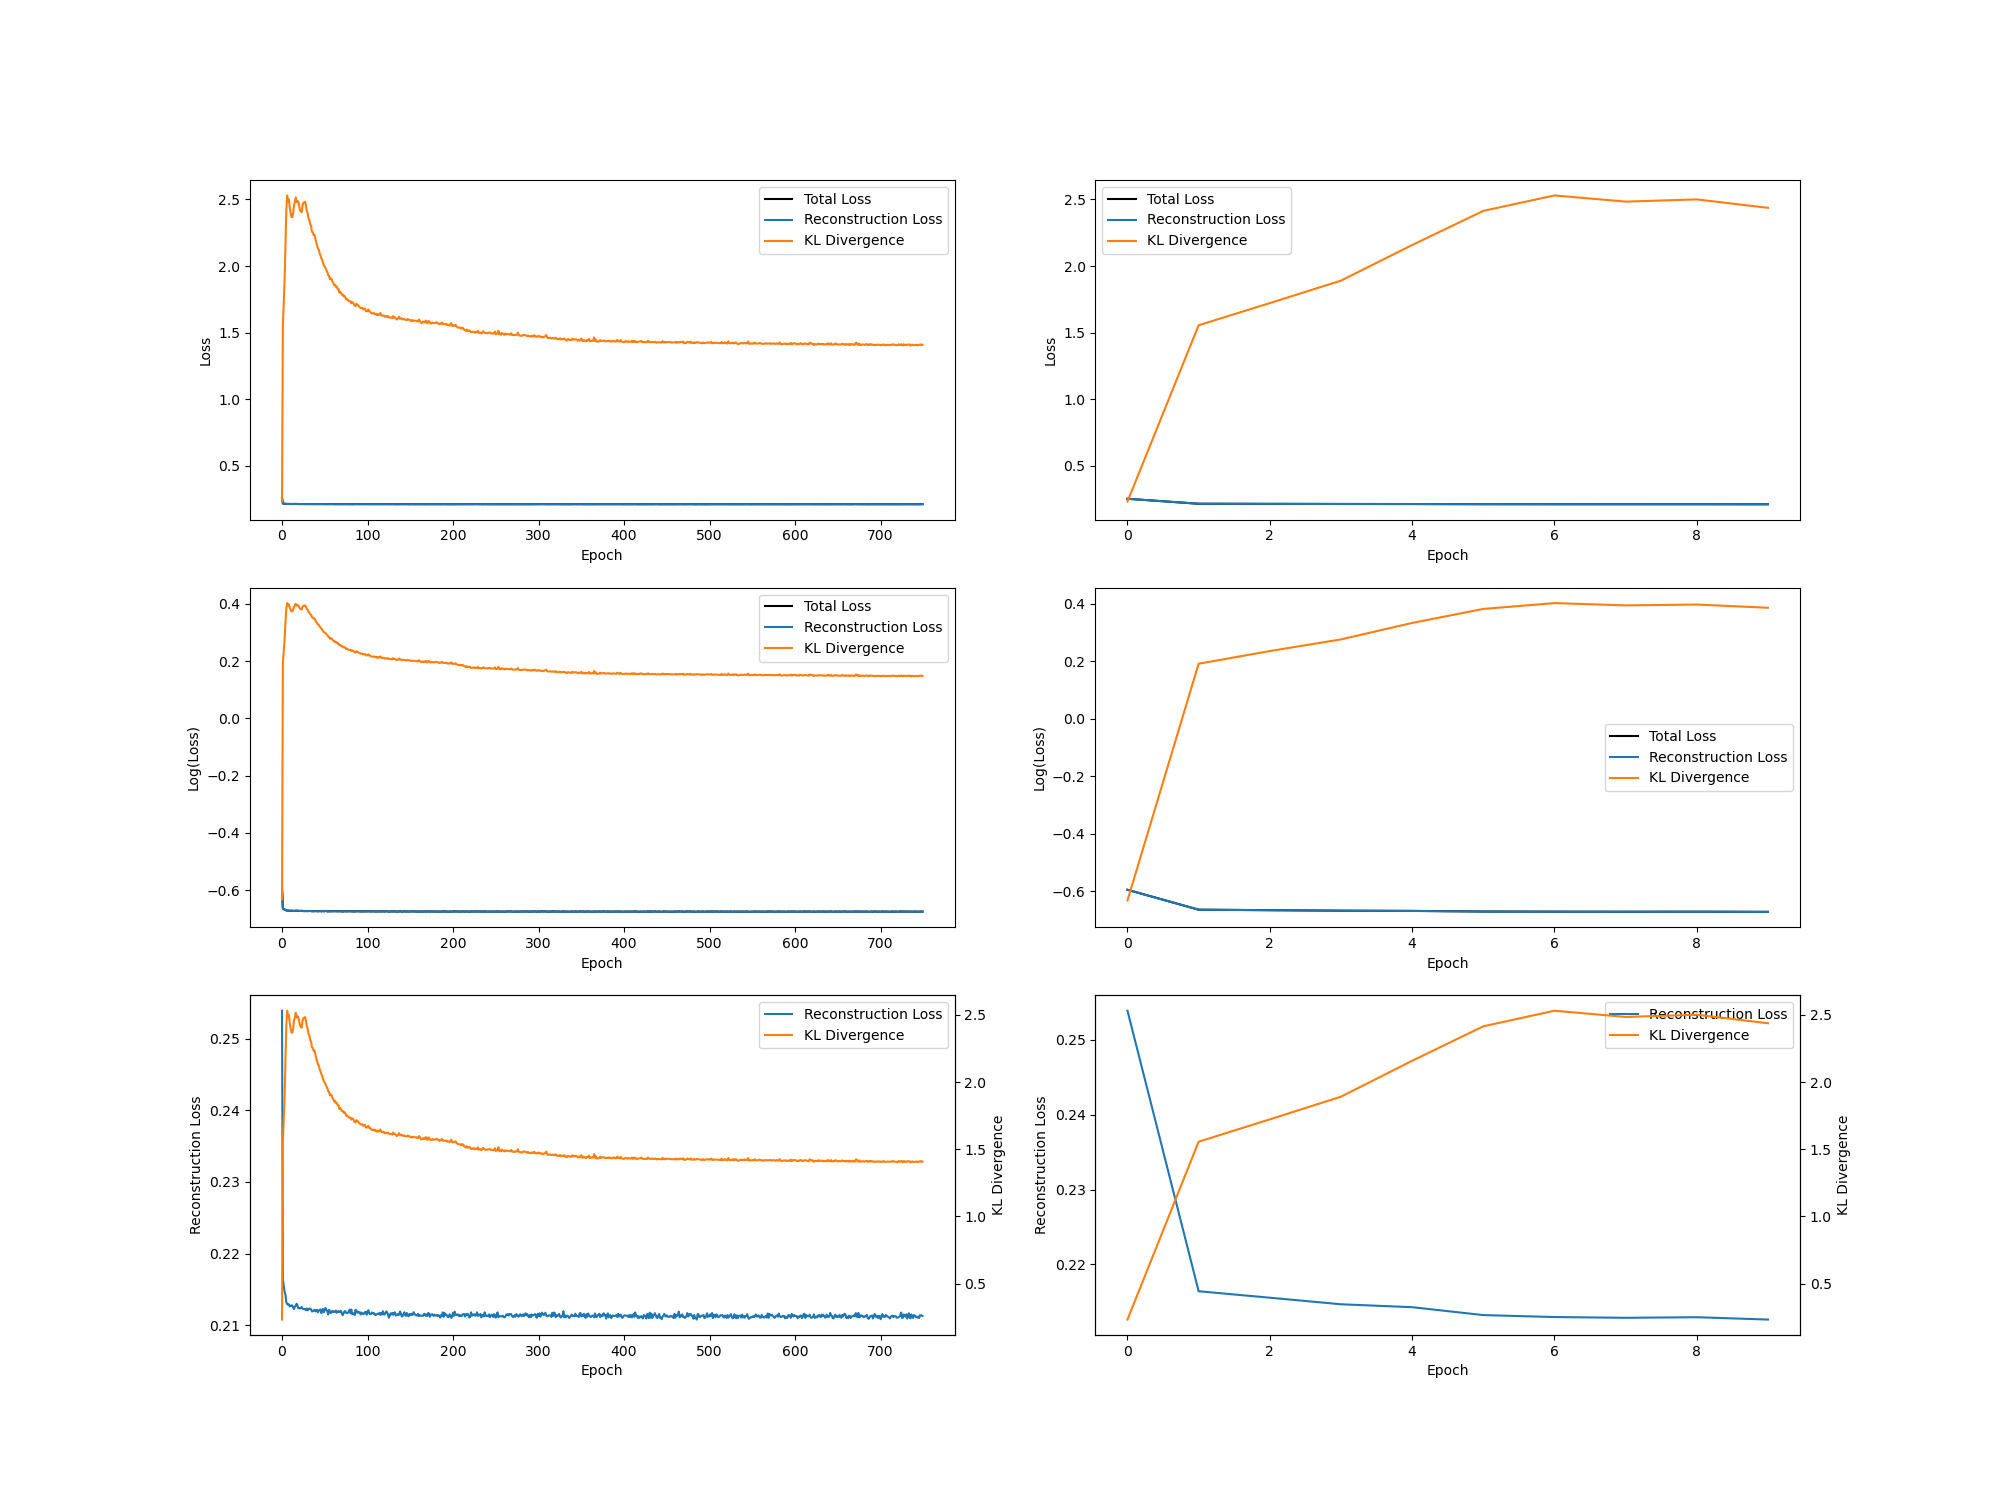 2.5
2.0
1.5
1.0
0.5
Loss
0 100 200 300 400 500 600 700
Epoch
Total Loss
Reconstruction Loss
KL Divergence
2.5
2.0
1.5
1.0
0.5
Loss
0 2 4 6 8
Epoch
Total Loss
Reconstruction Loss
KL Divergence
0.4
0.2
0.0
−0.2
−0.4
−0.6
Log(Loss)
0 100 200 300 400 500 600 700
Epoch
Total Loss
Reconstruction Loss
KL Divergence
0.4
0.2
0.0
−0.2
−0.4
−0.6
Log(Loss)
0 2 4 6 8
Epoch
Total Loss
Reconstruction Loss
KL Divergence
0.25
0.24
0.23
0.22
0.21
Reconstruction Loss
0 100 200 300 400 500 600 700
Epoch
Reconstruction Loss
KL Divergence
2.5
2.0
1.5
1.0
0.5
KL Divergence
0.25
0.24
0.23
0.22
Reconstruction Loss
0 2 4 6 8
Epoch
Reconstruction Loss
KL Divergence
2.5
2.0
1.5
1.0
0.5
KL Divergence